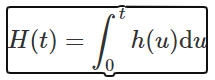 H(t) = ∫₀ᵗ h(u)du